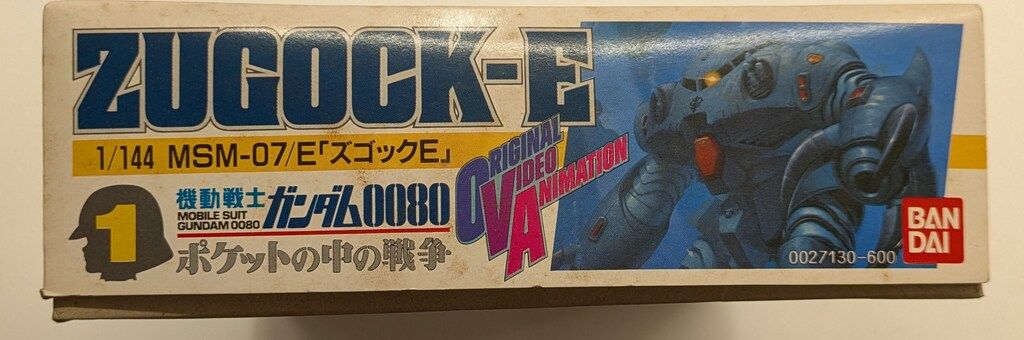 ZUGOCK-E
1/144 MSM-07/E「ズゴックE」
1
機動戦士
MOBILE SUIT
GUNDAM 0080
ガンダム0080
ポケットの中の戦争
ORIGINAL
VIDEO
ANIMATION
0027130-600
BAN
DAI